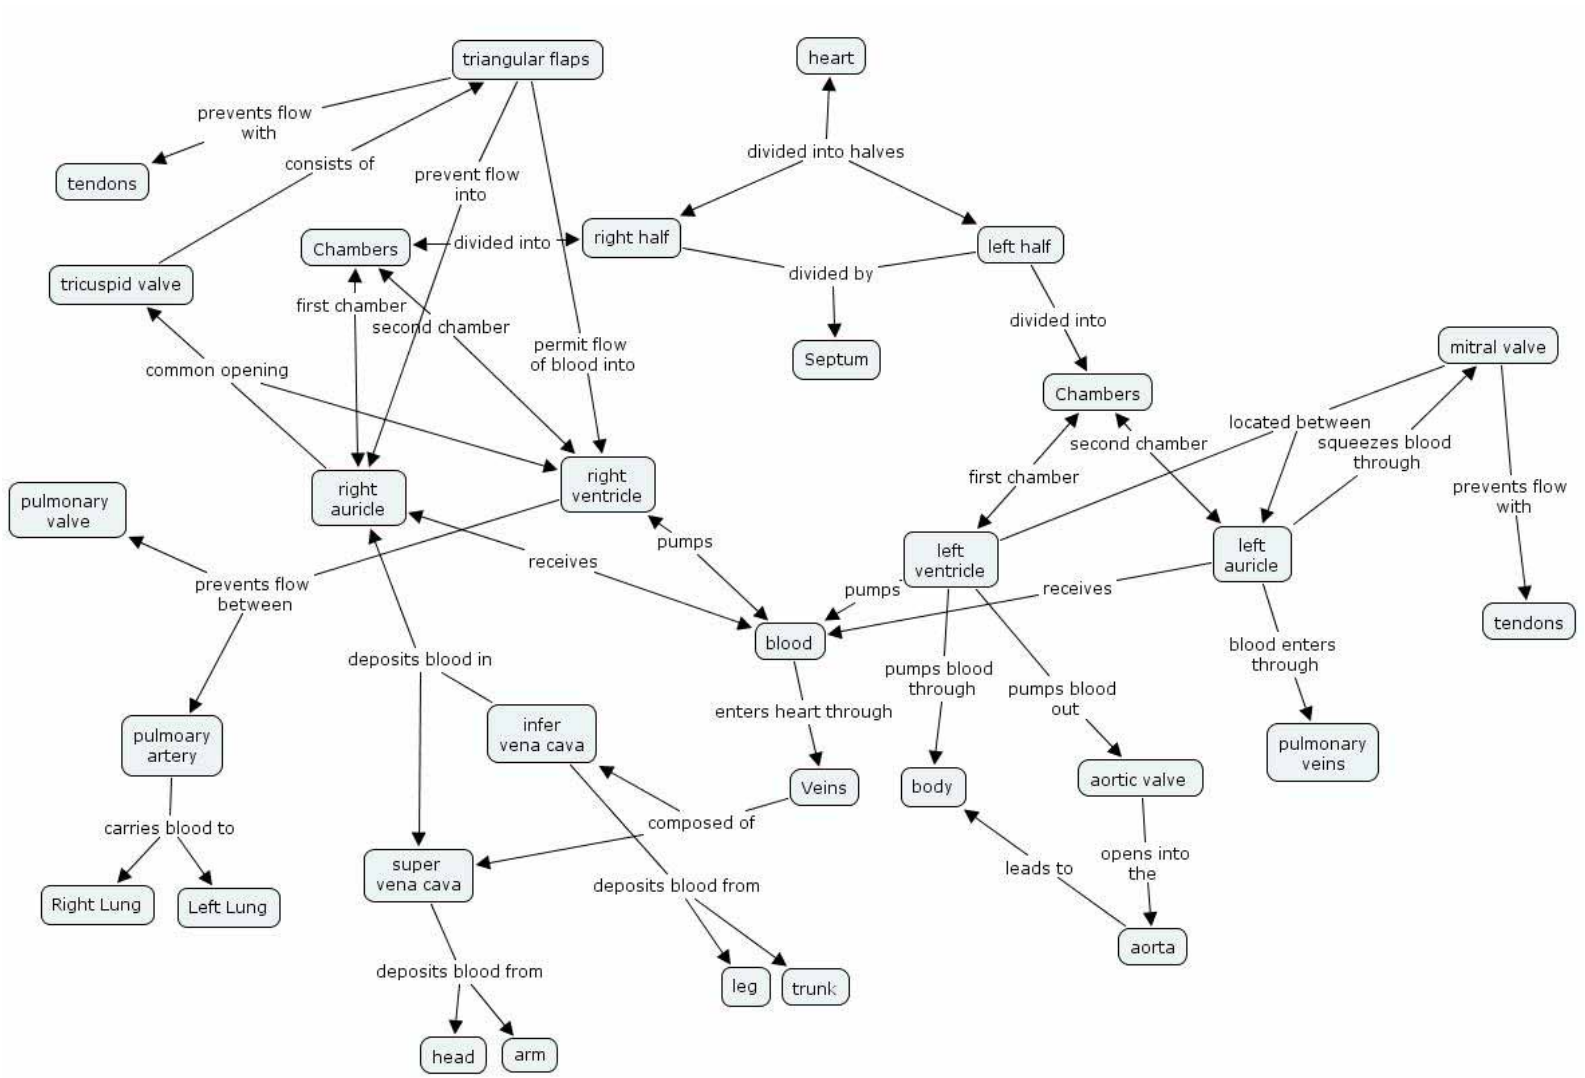 triangular flaps
heart
prevents flow
with
divided into halves
consists of
tendons
prevent flow
into
Chambers
divided into
right half
left half
divided by
tricuspid valve
first chamber
second chamber
divided into
permit flow
of blood into
Septum
mitral valve
common opening
Chambers
located between
second chamber
squeezes blood
through
first chamber
right
ventricle
right
auricle
pulmonary
valve
prevents flow
with
pumps
receives
left
ventricle
left
auricle
prevents flow
between
pumps
receives
tendons
blood
deposits blood in
pumps blood
through
blood enters
through
pumps blood
out
enters heart through
infer
vena cava
pulmoary
artery
pulmonary
veins
Veins
body
aortic valve
composed of
carries blood to
super
vena cava
opens into
the
leads to
deposits blood from
Right Lung
Left Lung
aorta
deposits blood from
leg
trunk
head
arm